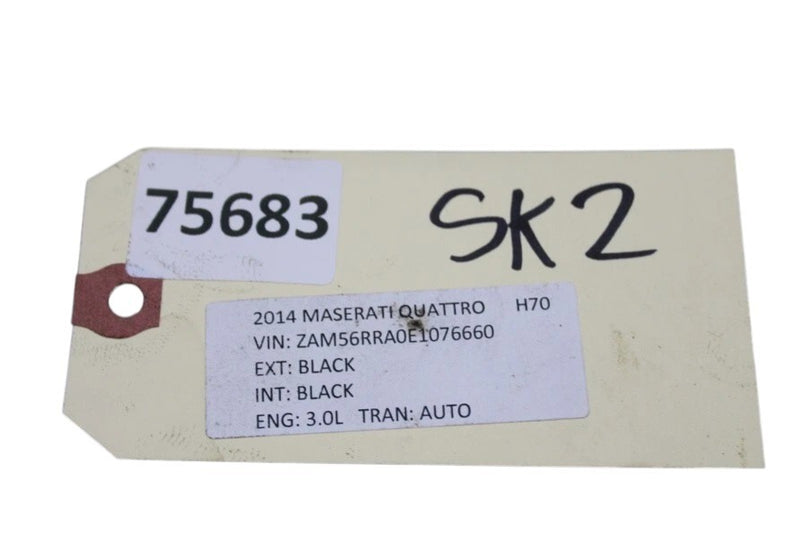 75683
SK2
2014 MASERATI QUATTRO H70
VIN: ZAM56RRA0E1076660
EXT: BLACK
INT: BLACK
ENG: 3.0L TRAN: AUTO